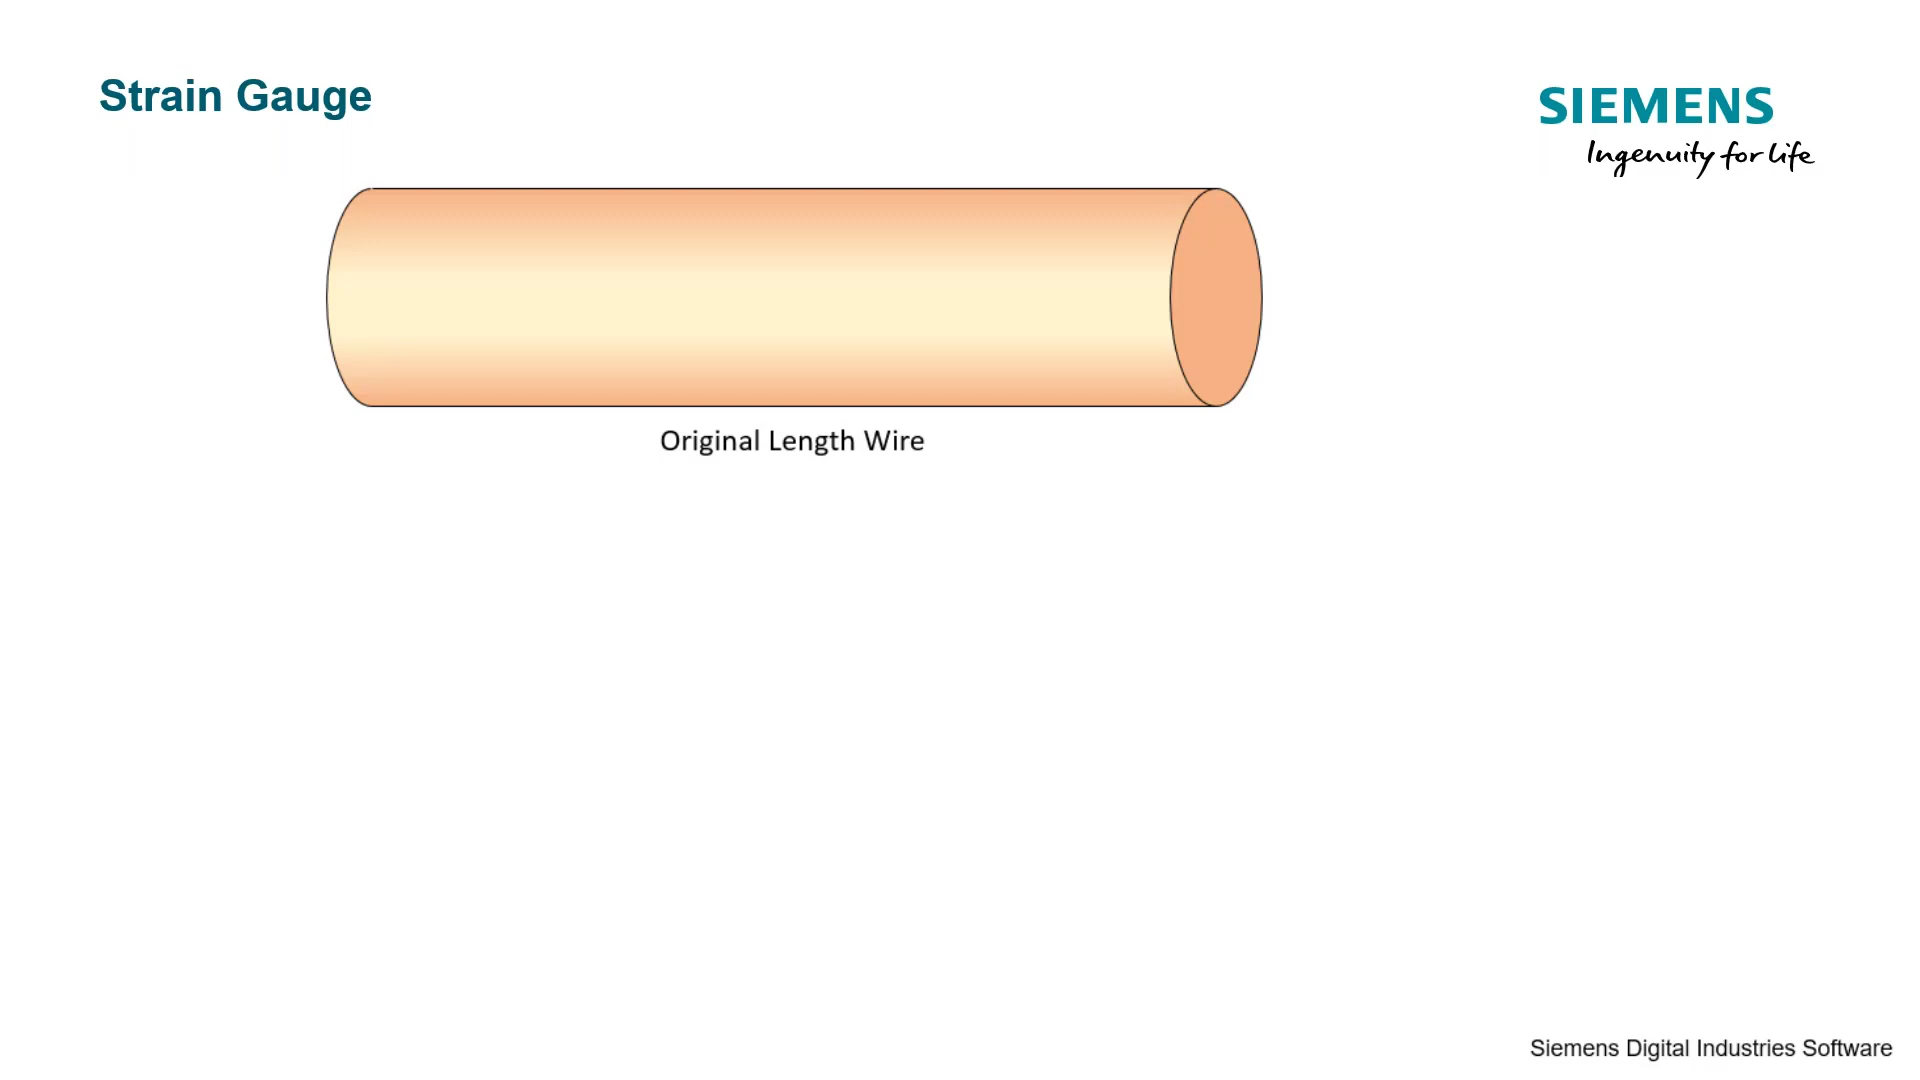 Strain Gauge
SIEMENS
Ingenuity for life
Original Length Wire
Siemens Digital Industries Software